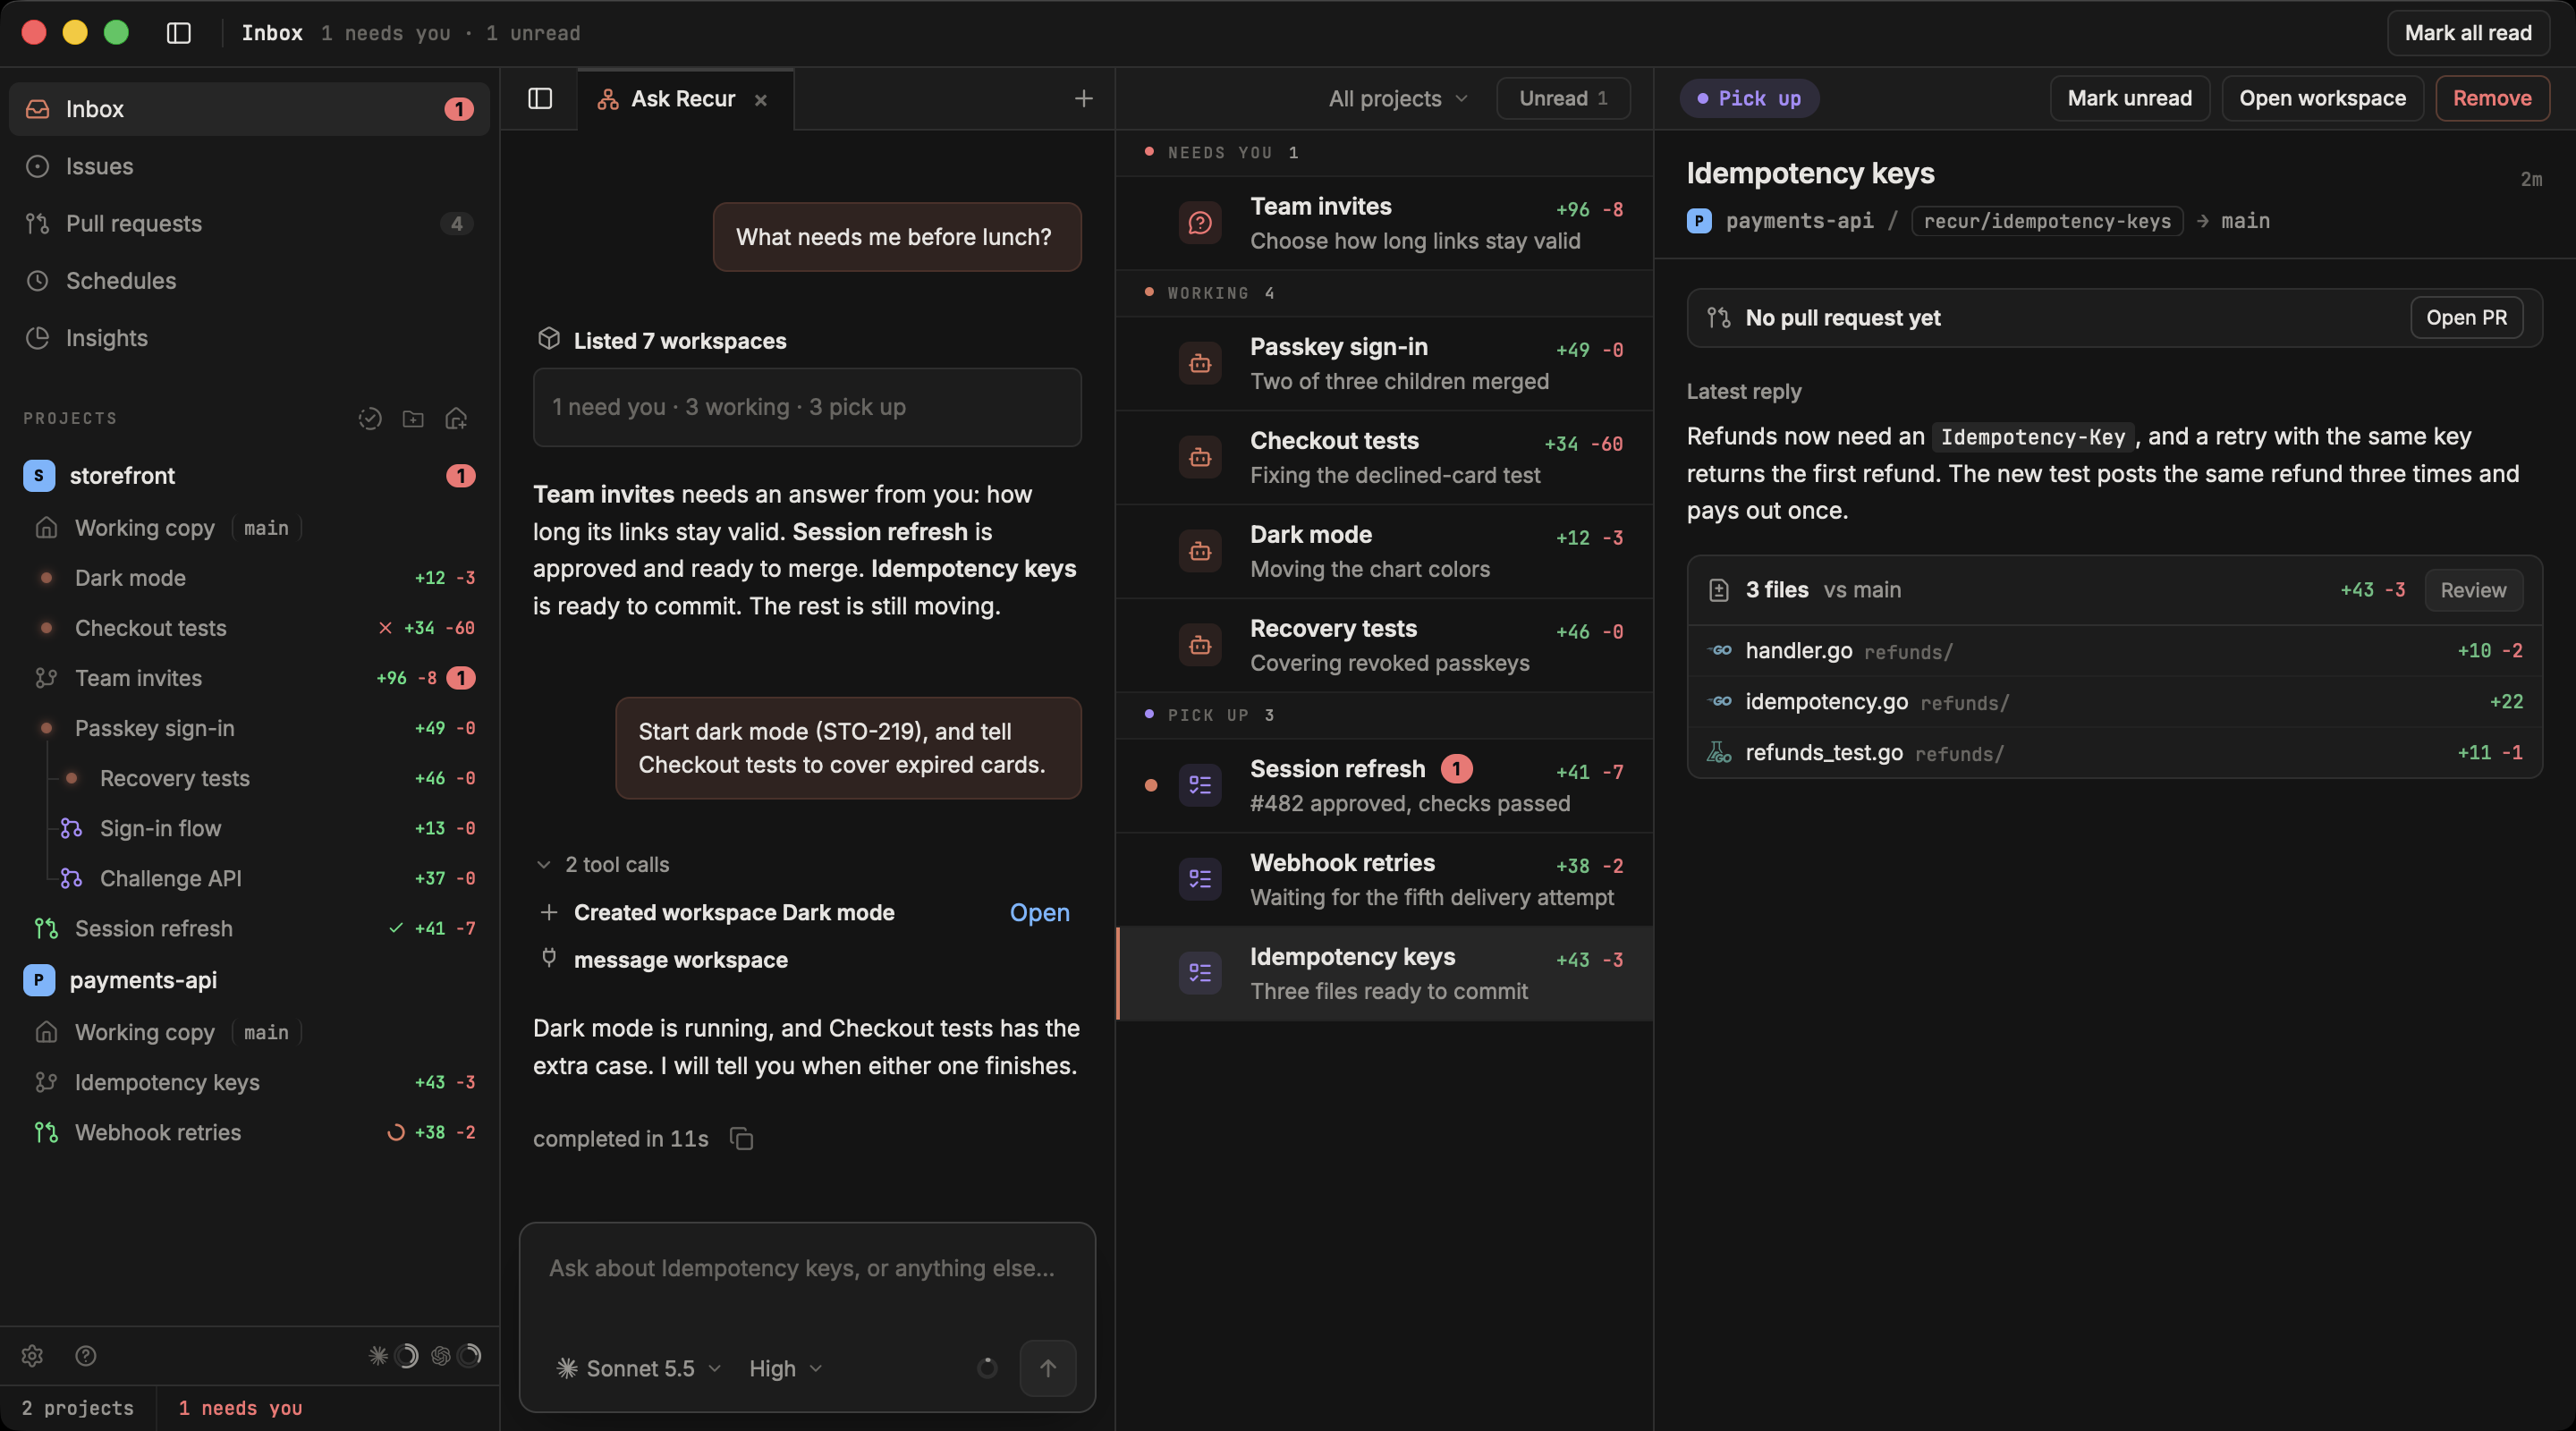 Inbox 1 needs you · 1 unread
Mark all read
Inbox 1
Issues
Pull requests 4
Schedules
Insights
PROJECTS
S storefront 1
Working copy main
Dark mode +12 -3
Checkout tests +34 -60
Team invites +96 -8 1
Passkey sign-in +49 -0
Recovery tests +46 -0
Sign-in flow +13 -0
Challenge API +37 -0
Session refresh +41 -7
P payments-api
Working copy main
Idempotency keys +43 -3
Webhook retries +38 -2
2 projects 1 needs you
Ask Recur
What needs me before lunch?
Listed 7 workspaces
1 need you · 3 working · 3 pick up
Team invites needs an answer from you: how
long its links stay valid. Session refresh is
approved and ready to merge. Idempotency keys
is ready to commit. The rest is still moving.
Start dark mode (STO-219), and tell
Checkout tests to cover expired cards.
2 tool calls
Created workspace Dark mode Open
message workspace
Dark mode is running, and Checkout tests has the
extra case. I will tell you when either one finishes.
completed in 11s
Ask about Idempotency keys, or anything else...
Sonnet 5.5 High
All projects Unread 1
NEEDS YOU 1
Team invites +96 -8
Choose how long links stay valid
WORKING 4
Passkey sign-in +49 -0
Two of three children merged
Checkout tests +34 -60
Fixing the declined-card test
Dark mode +12 -3
Moving the chart colors
Recovery tests +46 -0
Covering revoked passkeys
PICK UP 3
Session refresh 1 +41 -7
#482 approved, checks passed
Webhook retries +38 -2
Waiting for the fifth delivery attempt
Idempotency keys +43 -3
Three files ready to commit
Pick up Mark unread Open workspace Remove
Idempotency keys 2m
P payments-api / recur/idempotency-keys → main
No pull request yet Open PR
Latest reply
Refunds now need an Idempotency-Key, and a retry with the same key
returns the first refund. The new test posts the same refund three times and
pays out once.
3 files vs main +43 -3 Review
GO handler.go refunds/ +10 -2
GO idempotency.go refunds/ +22
GO refunds_test.go refunds/ +11 -1